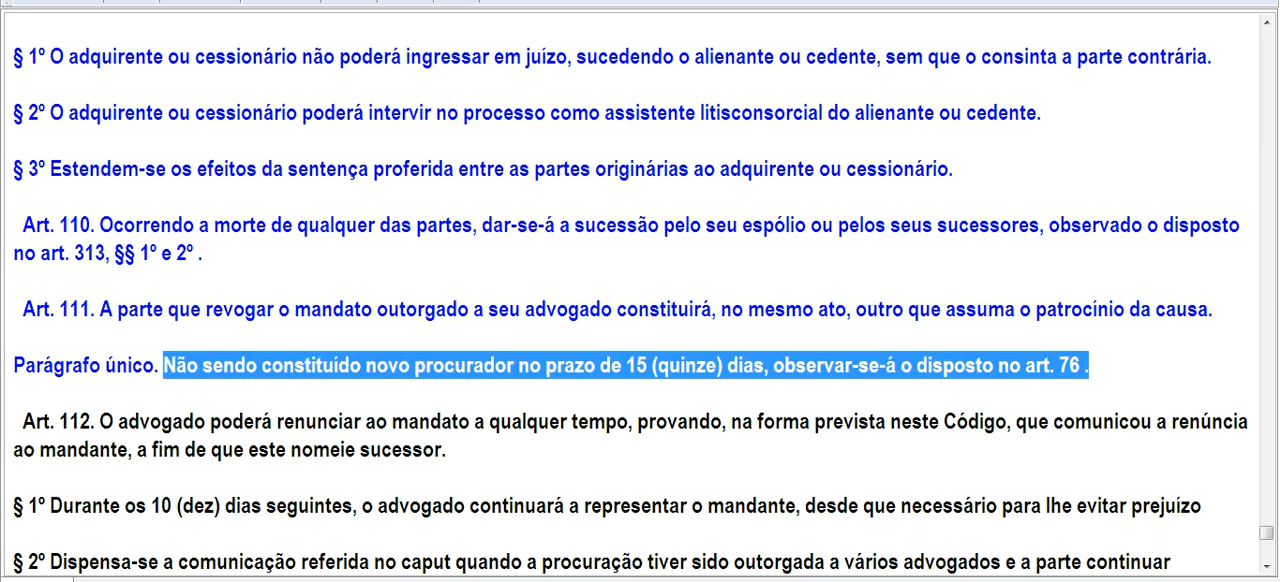 § 1º O adquirente ou cessionário não poderá ingressar em juízo, sucedendo o alienante ou cedente, sem que o consinta a parte contrária.
§ 2º O adquirente ou cessionário poderá intervir no processo como assistente litisconsorcial do alienante ou cedente.
§ 3º Estendem-se os efeitos da sentença proferida entre as partes originárias ao adquirente ou cessionário.
Art. 110. Ocorrendo a morte de qualquer das partes, dar-se-á a sucessão pelo seu espólio ou pelos seus sucessores, observado o disposto
no art. 313, §§ 1º e 2º .
Art. 111. A parte que revogar o mandato outorgado a seu advogado constituirá, no mesmo ato, outro que assuma o patrocínio da causa.
Parágrafo único. Não sendo constituído novo procurador no prazo de 15 (quinze) dias, observar-se-á o disposto no art. 76 .
Art. 112. O advogado poderá renunciar ao mandato a qualquer tempo, provando, na forma prevista neste Código, que comunicou a renúncia
ao mandante, a fim de que este nomeie sucessor.
§ 1º Durante os 10 (dez) dias seguintes, o advogado continuará a representar o mandante, desde que necessário para lhe evitar prejuízo
§ 2º Dispensa-se a comunicação referida no caput quando a procuração tiver sido outorgada a vários advogados e a parte continuar